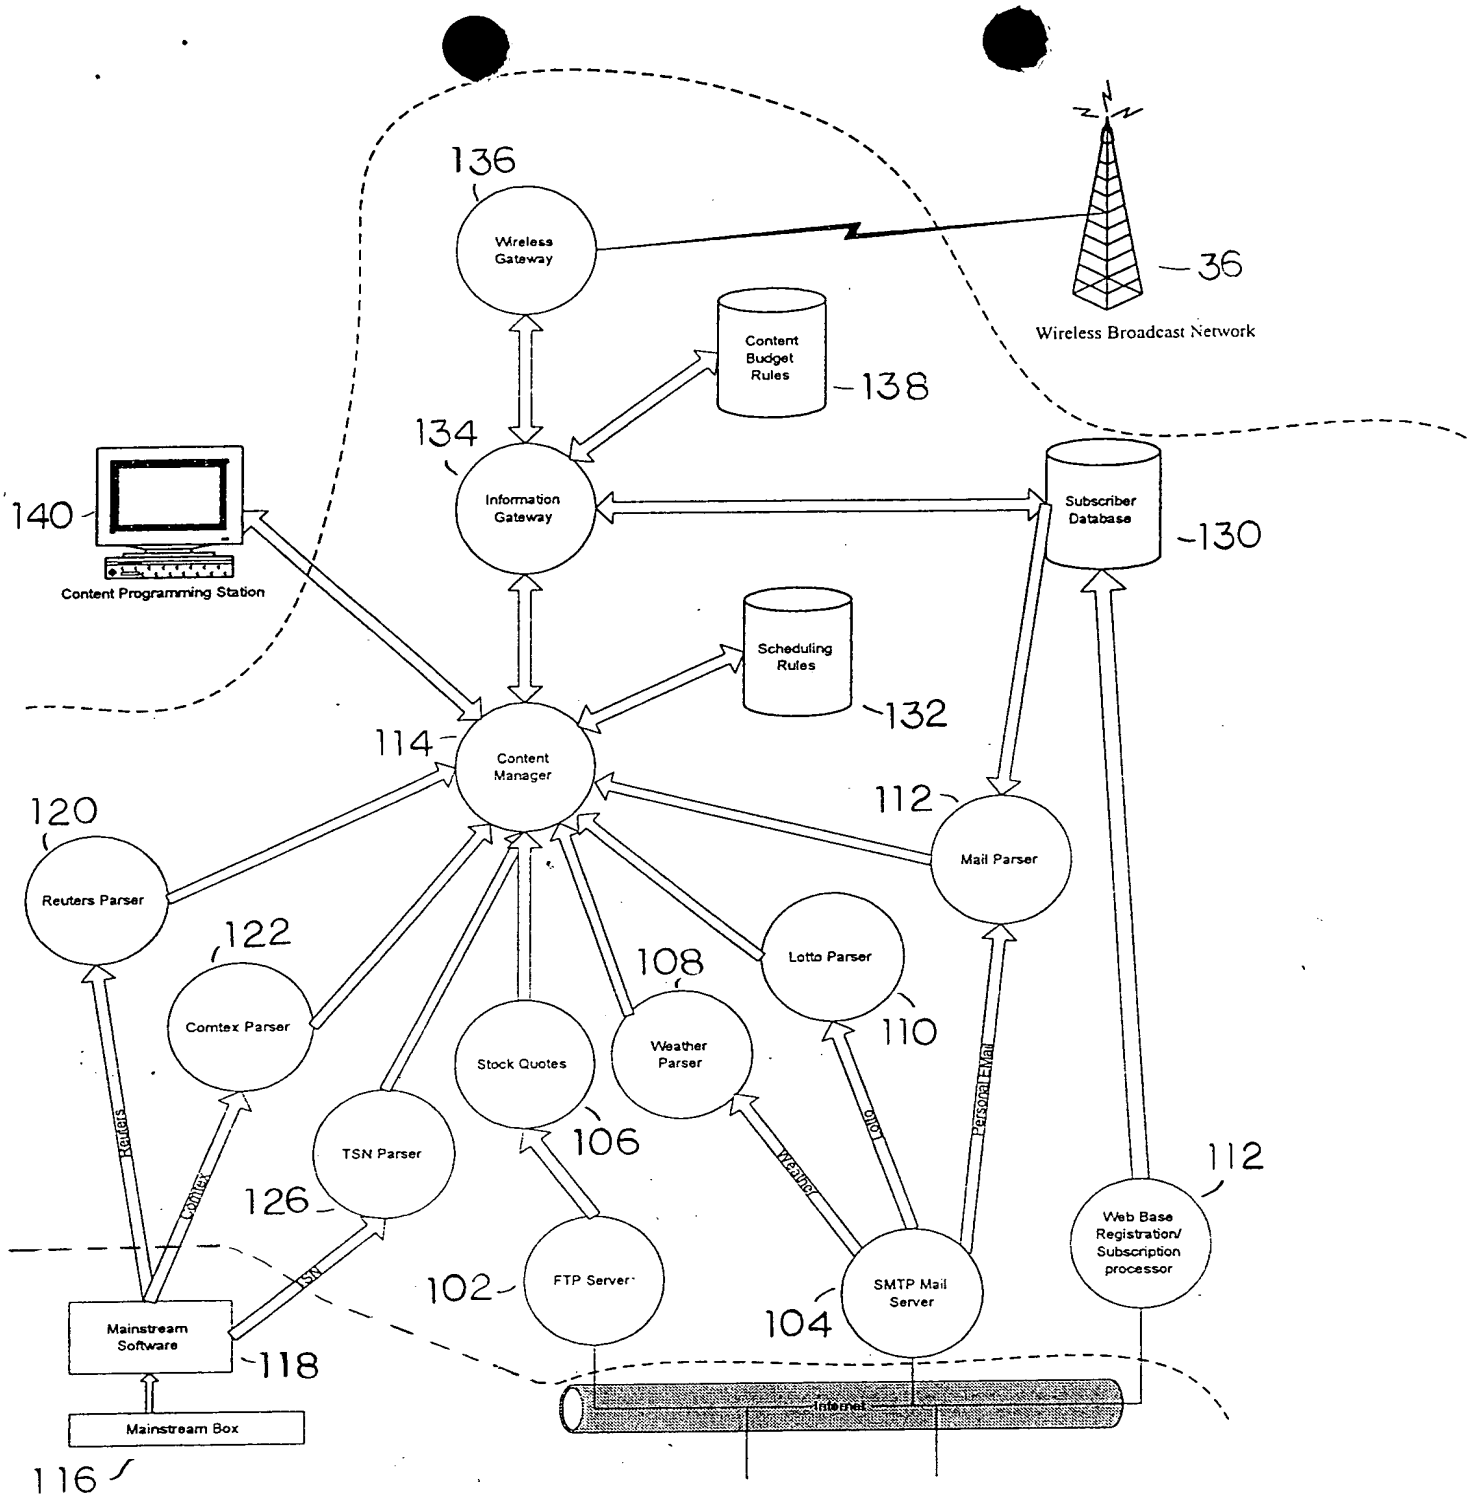 136
Wireless
Gateway
36
Wireless Broadcast Network
Content
Budget
Rules
138
134
Information
Gateway
Subscriber
Database
130
140
Content Programming Station
Scheduling
Rules
132
114
Content
Manager
112
Mail Parser
120
Reuters Parser
122
Comtex Parser
108
Weather
Parser
Lotto Parser
110
Stock Quotes
106
TSN Parser
126
Reuters
Comtex
TSN
Weather
Lotto
Personal EMail
112
Web Base
Registration/
Subscription
processor
102
FTP Server
104
SMTP Mail
Server
Mainstream
Software
118
Mainstream Box
116
Internet